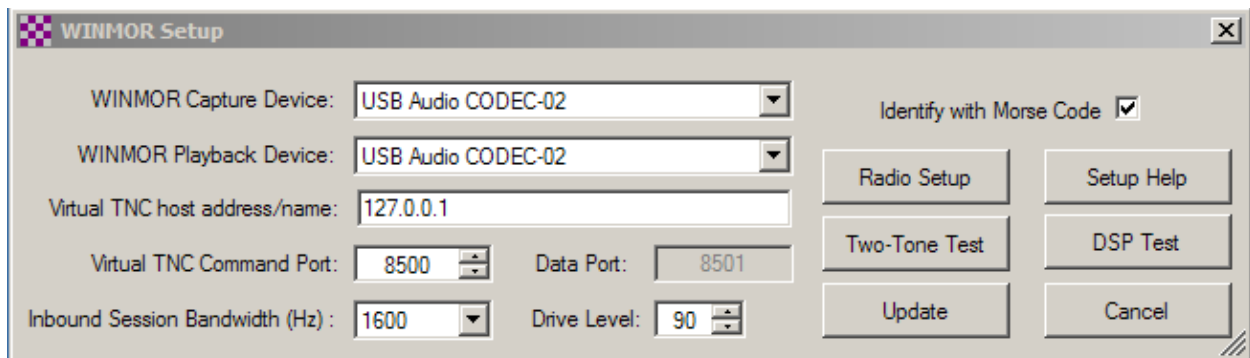 WINMOR Setup
WINMOR Capture Device: USB Audio CODEC-02
Identify with Morse Code
WINMOR Playback Device: USB Audio CODEC-02
Radio Setup Setup Help
Virtual TNC host address/name: 127.0.0.1
Two-Tone Test DSP Test
Virtual TNC Command Port: 8500 Data Port: 8501
Inbound Session Bandwidth (Hz) : 1600 Drive Level: 90 Update Cancel